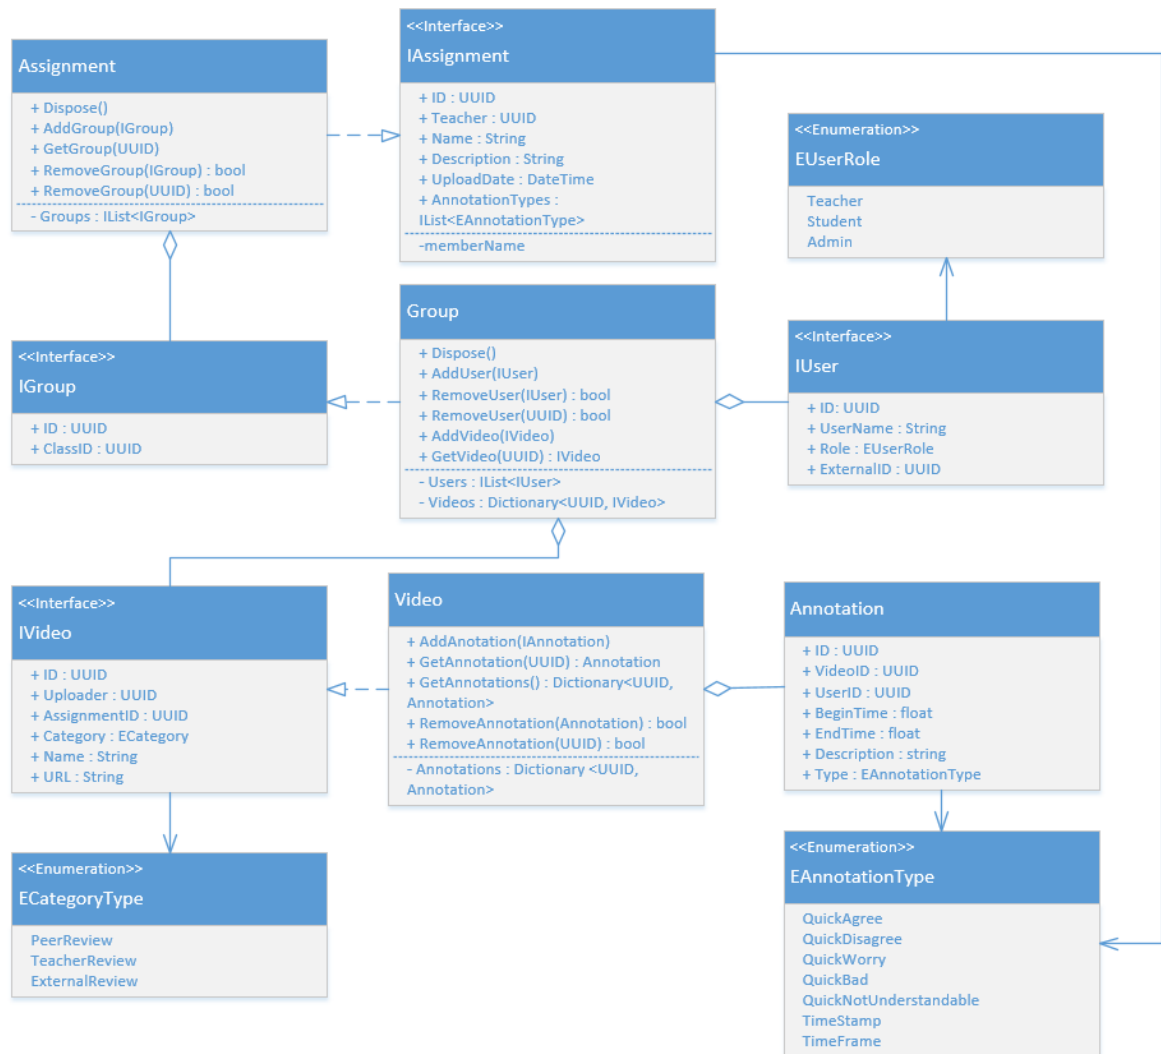 Assignment
+ Dispose()
+ AddGroup(IGroup)
+ GetGroup(UUID)
+ RemoveGroup(IGroup) : bool
+ RemoveGroup(UUID) : bool
- Groups : IList<IGroup>
<<Interface>>
IAssignment
+ ID : UUID
+ Teacher : UUID
+ Name : String
+ Description : String
+ UploadDate : DateTime
+ AnnotationTypes :
IList<EAnnotationType>
-memberName
<<Enumeration>>
EUserRole
Teacher
Student
Admin
<<Interface>>
IGroup
+ ID : UUID
+ ClassID : UUID
Group
+ Dispose()
+ AddUser(IUser)
+ RemoveUser(IUser) : bool
+ RemoveUser(UUID) : bool
+ AddVideo(IVideo)
+ GetVideo(UUID) : IVideo
- Users : IList<IUser>
- Videos : Dictionary<UUID, IVideo>
<<Interface>>
IUser
+ ID: UUID
+ UserName : String
+ Role : EUserRole
+ ExternalID : UUID
<<Interface>>
IVideo
+ ID : UUID
+ Uploader : UUID
+ AssignmentID : UUID
+ Category : ECategory
+ Name : String
+ URL : String
Video
+ AddAnotation(IAnnotation)
+ GetAnnotation(UUID) : Annotation
+ GetAnnotations() : Dictionary<UUID,
Annotation>
+ RemoveAnnotation(Annotation) : bool
+ RemoveAnnotation(UUID) : bool
- Annotations : Dictionary <UUID,
Annotation>
Annotation
+ ID : UUID
+ VideoID : UUID
+ UserID : UUID
+ BeginTime : float
+ EndTime : float
+ Description : string
+ Type : EAnnotationType
<<Enumeration>>
ECategoryType
PeerReview
TeacherReview
ExternalReview
<<Enumeration>>
EAnnotationType
QuickAgree
QuickDisagree
QuickWorry
QuickBad
QuickNotUnderstandable
TimeStamp
TimeFrame